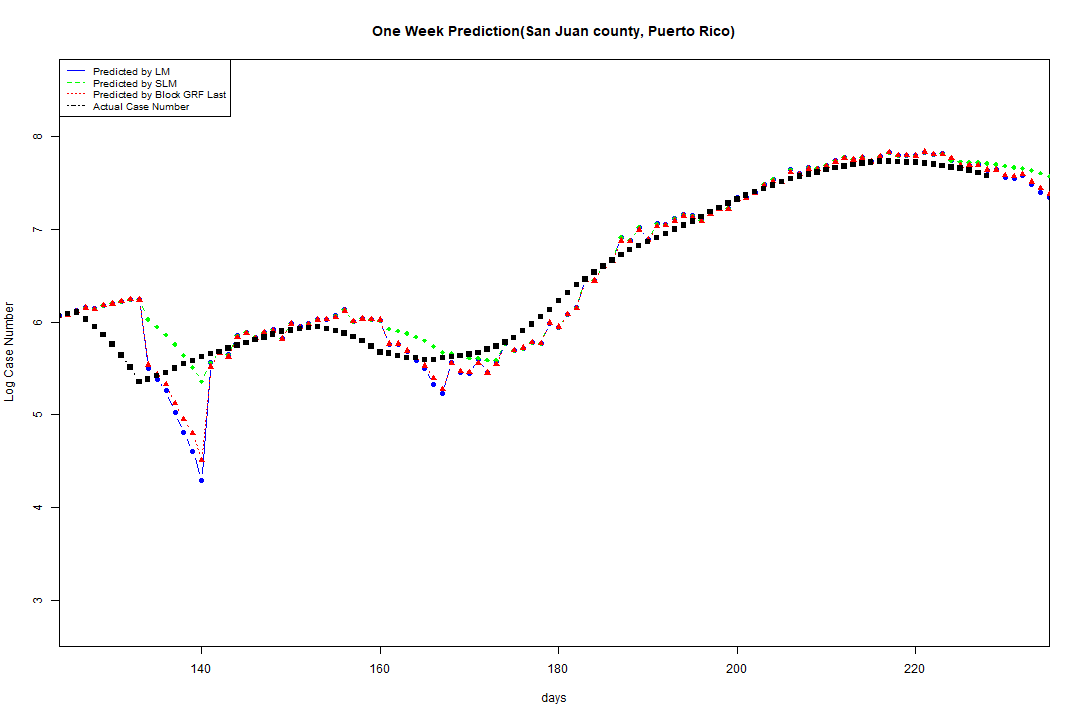 One Week Prediction(San Juan county, Puerto Rico)
Predicted by LM
Predicted by SLM
Predicted by Block GRF Last
Actual Case Number
Log Case Number
8
7
6
5
4
3
140 160 180 200 220
days